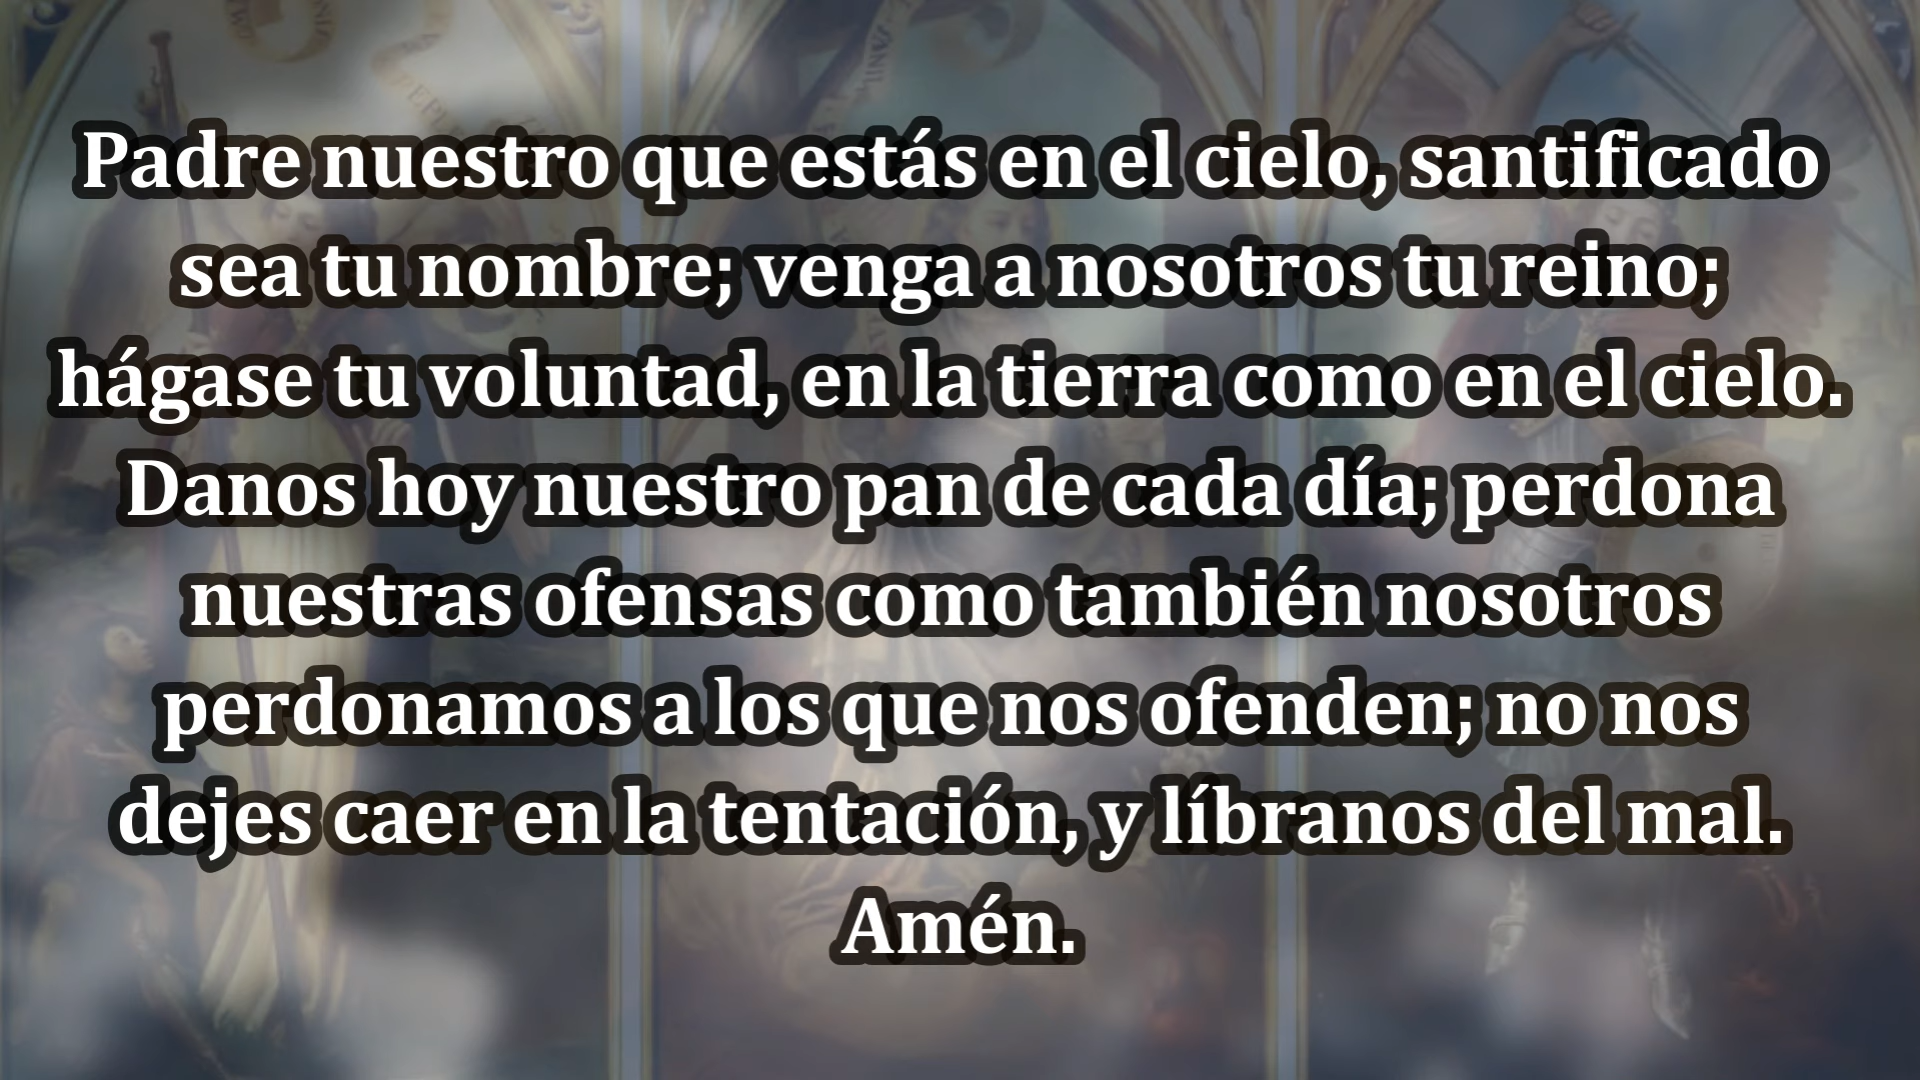 Padre nuestro que estás en el cielo, santificado
sea tu nombre; venga a nosotros tu reino;
hágase tu voluntad, en la tierra como en el cielo.
Danos hoy nuestro pan de cada día; perdona
nuestras ofensas como también nosotros
perdonamos a los que nos ofenden; no nos
dejes caer en la tentación, y líbranos del mal.
Amén.